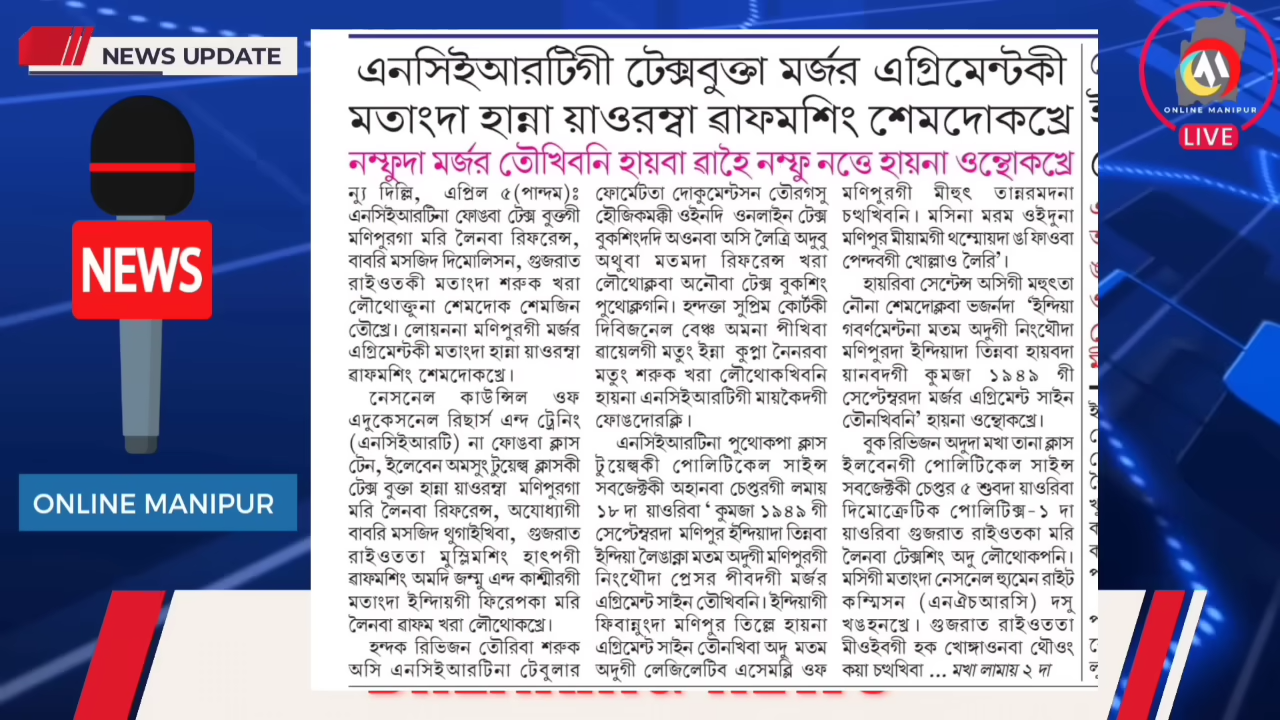 NEWS UPDATE
NEWS
ONLINE MANIPUR
ONLINE MANIPUR
LIVE
এনসিইআরটিগী টেক্সবুক্তা মর্জর এগ্রিমেন্টকী
মতাংদা হান্না য়াওরম্বা ৱাফমশিং শেমদোকখ্রে
নম্ফুদা মর্জর তৌখিবনি হায়বা ৱাহৈ নম্ফু নত্তে হায়না ওন্থোকখ্রে
ন্যু দিল্লি, এপ্রিল ৫(পান্দম)ঃ
এনসিইআরটিনা ফোঙবা টেক্স বুক্তগী
মণিপুরগা মরি লৈনবা রিফরেন্স,
বাবরি মসজিদ দিমোলিসন, গুজরাত
রাইওতকী মতাংদা শরুক খরা
লৌথোত্তুনা শেমদোক শেমজিন
তৌখ্রে। লোয়ননা মণিপুরগী মর্জর
এগ্রিমেন্টকী মতাংদা হান্না য়াওরম্বা
ৱাফমশিং শেমদোকখ্রে।
নেসনেল কাউন্সিল ওফ
এদুকেসনেল রিছার্স এন্দ ট্রেনিং
(এনসিইআরটি) না ফোঙবা ক্লাস
টেন, ইলেবেন অমসুং টুয়েল্ব ক্লাসকী
টেক্স বুক্তা হান্না য়াওরম্বা মণিপুরগা
মরি লৈনবা রিফরেন্স, অযোধ্যাগী
বাবরি মসজিদ থুগাইখিবা, গুজরাত
রাইওততা মুস্লিমশিং হাৎপগী
ৱাফমশিং অমদি জম্মু এন্দ কাশ্মীরগী
মতাংদা ইন্দিয়াগী ফিরেপকা মরি
লৈনবা ৱাফম খরা লৌথোকখ্রে।
হন্দক রিভিজন তৌরিবা শরুক
অসি এনসিইআরটিনা টেবুলার
ফোর্মেটতা দোকুমেন্টসন তৌরগসু
হৌজিকমক্কী ওইনদি ওনলাইন টেক্স
বুকশিংদদি অওনবা অসি লৈত্রি অদুবু
অথুবা মতমদা রিফরেন্স খরা
লৌথোক্লবা অনৌবা টেক্স বুকশিং
পুথোক্লগনি। হন্দক্তা সুপ্রিম কোর্টকী
দিবিজনেল বেঞ্চ অমনা পীখিবা
ৱায়েলগী মতুং ইন্না কুপ্না নৈনরবা
মতুং শরুক খরা লৌথোকখিবনি
হায়না এনসিইআরটিগী মায়কৈদগী
ফোঙদোরক্লি।
এনসিইআরটিনা পুথোকপা ক্লাস
টুয়েল্বকী পোলিটিকেল সাইন্স
সবজেক্টকী অহানবা চেপ্তরগী লমায়
১৮ দা য়াওরিবা ‘ কুমজা ১৯৪৯ গী
সেপ্টেম্বরদা মণিপুর ইন্দিয়াদা তিন্নবা
ইন্দিয়া লৈঙাক্না মতম অদুগী মণিপুরগী
নিংথৌদা প্রেসর পীবদগী মর্জর
এগ্রিমেন্ট সাইন তৌখিবনি। ইন্দিয়াগী
ফিবান্নুংদা মণিপুর তিল্লে হায়না
এগ্রিমেন্ট সাইন তৌনখিবা অদু মতম
অদুগী লেজিলেটিব এসেমব্লি ওফ
মণিপুরগী মীহুৎ তান্নরমদনা
চত্থখিবনি। মসিনা মরম ওইদুনা
মণিপুর মীয়ামগী থম্মোয়দা ঙফিাওবা
পেন্দবগী খোল্লাও লৈরি’।
হায়রিবা সেন্টেন্স অসিগী মহুৎতা
নৌনা শেমদোক্লবা ভর্জনদা ‘ইন্দিয়া
গবর্ণমেন্টনা মতম অদুগী নিংথৌদা
মণিপুরদা ইন্দিয়াদা তিন্নবা হায়বদা
য়ানবদগী কুমজা ১৯৪৯ গী
সেপ্টেম্বরদা মর্জর এগ্রিমেন্ট সাইন
তৌনখিবনি’ হায়না ওন্থোকখ্রে।
বুক রিভিজন অদুদা মখা তানা ক্লাস
ইলবেনগী পোলিটিকেল সাইন্স
সবজেক্টকী চেপ্তর ৫ শুবদা য়াওরিবা
দিমোক্রেটিক পোলিটিক্স-১ দা
য়াওরিবা গুজরাত রাইওতকা মরি
লৈনবা টেক্সশিং অদু লৌথোকপনি।
মসিগী মতাংদা নেসনেল হ্যুমেন রাইট
কম্মিসন (এনঐচআরসি) দসু
খঙহনখ্রে। গুজরাত রাইওততা
মীওইবগী হক খোঙ্গাওনবা থৌওং
কয়া চত্থখিবা ... মখা লামায় ২ দা